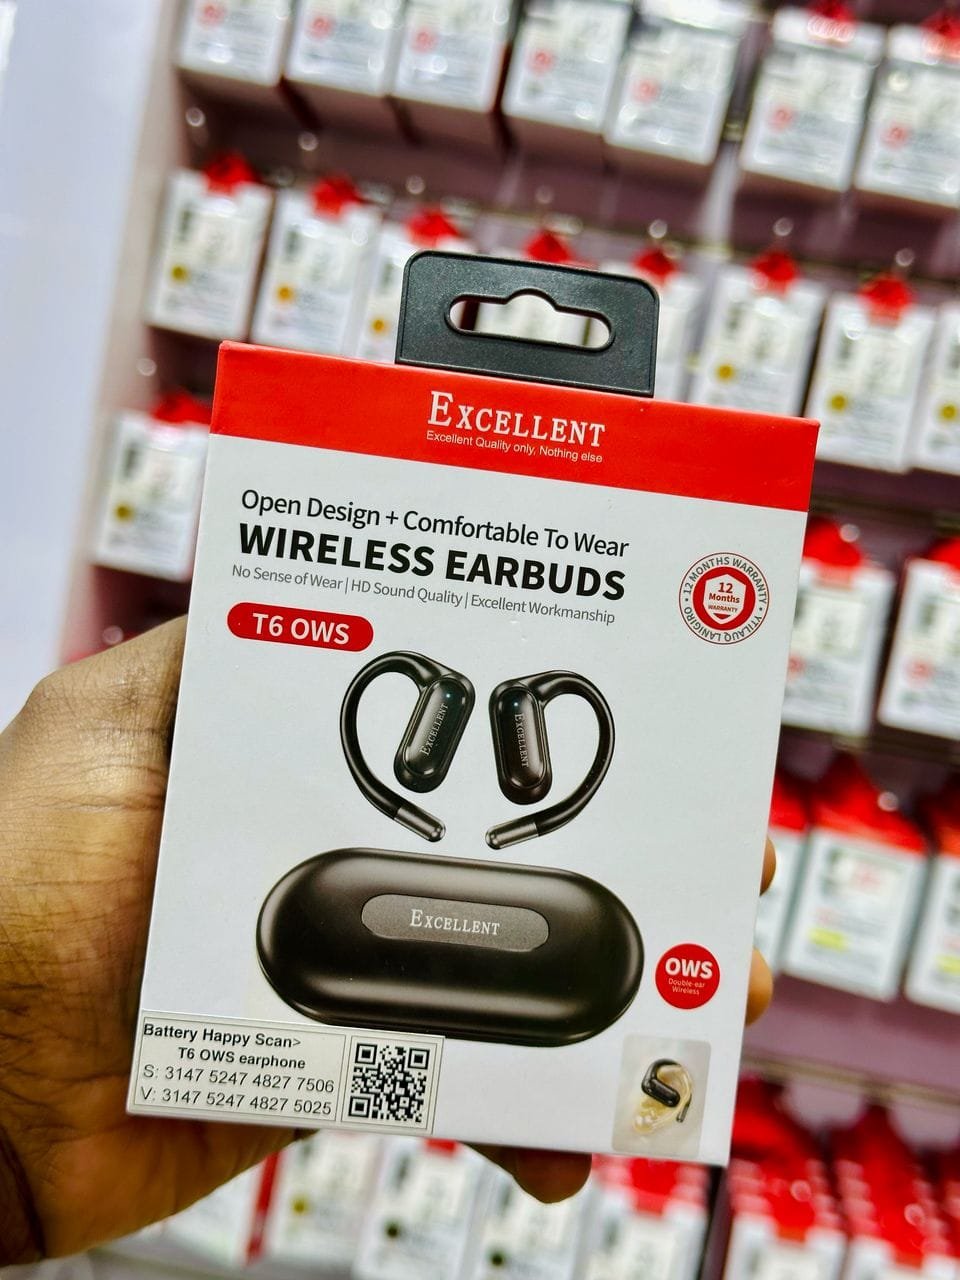 EXCELLENT
Excellent Quality only, Nothing else
Open Design + Comfortable To Wear
WIRELESS EARBUDS
No Sense of Wear | HD Sound Quality | Excellent Workmanship
T6 OWS
• 12 MONTHS WARRANTY • YTILAUQ LANIGIRO
12
Months
WARRANTY
EXCELLENT
EXCELLENT
EXCELLENT
OWS
Double-ear
Wireless
Battery Happy Scan>
T6 OWS earphone
S: 3147 5247 4827 7506
V: 3147 5247 4827 5025